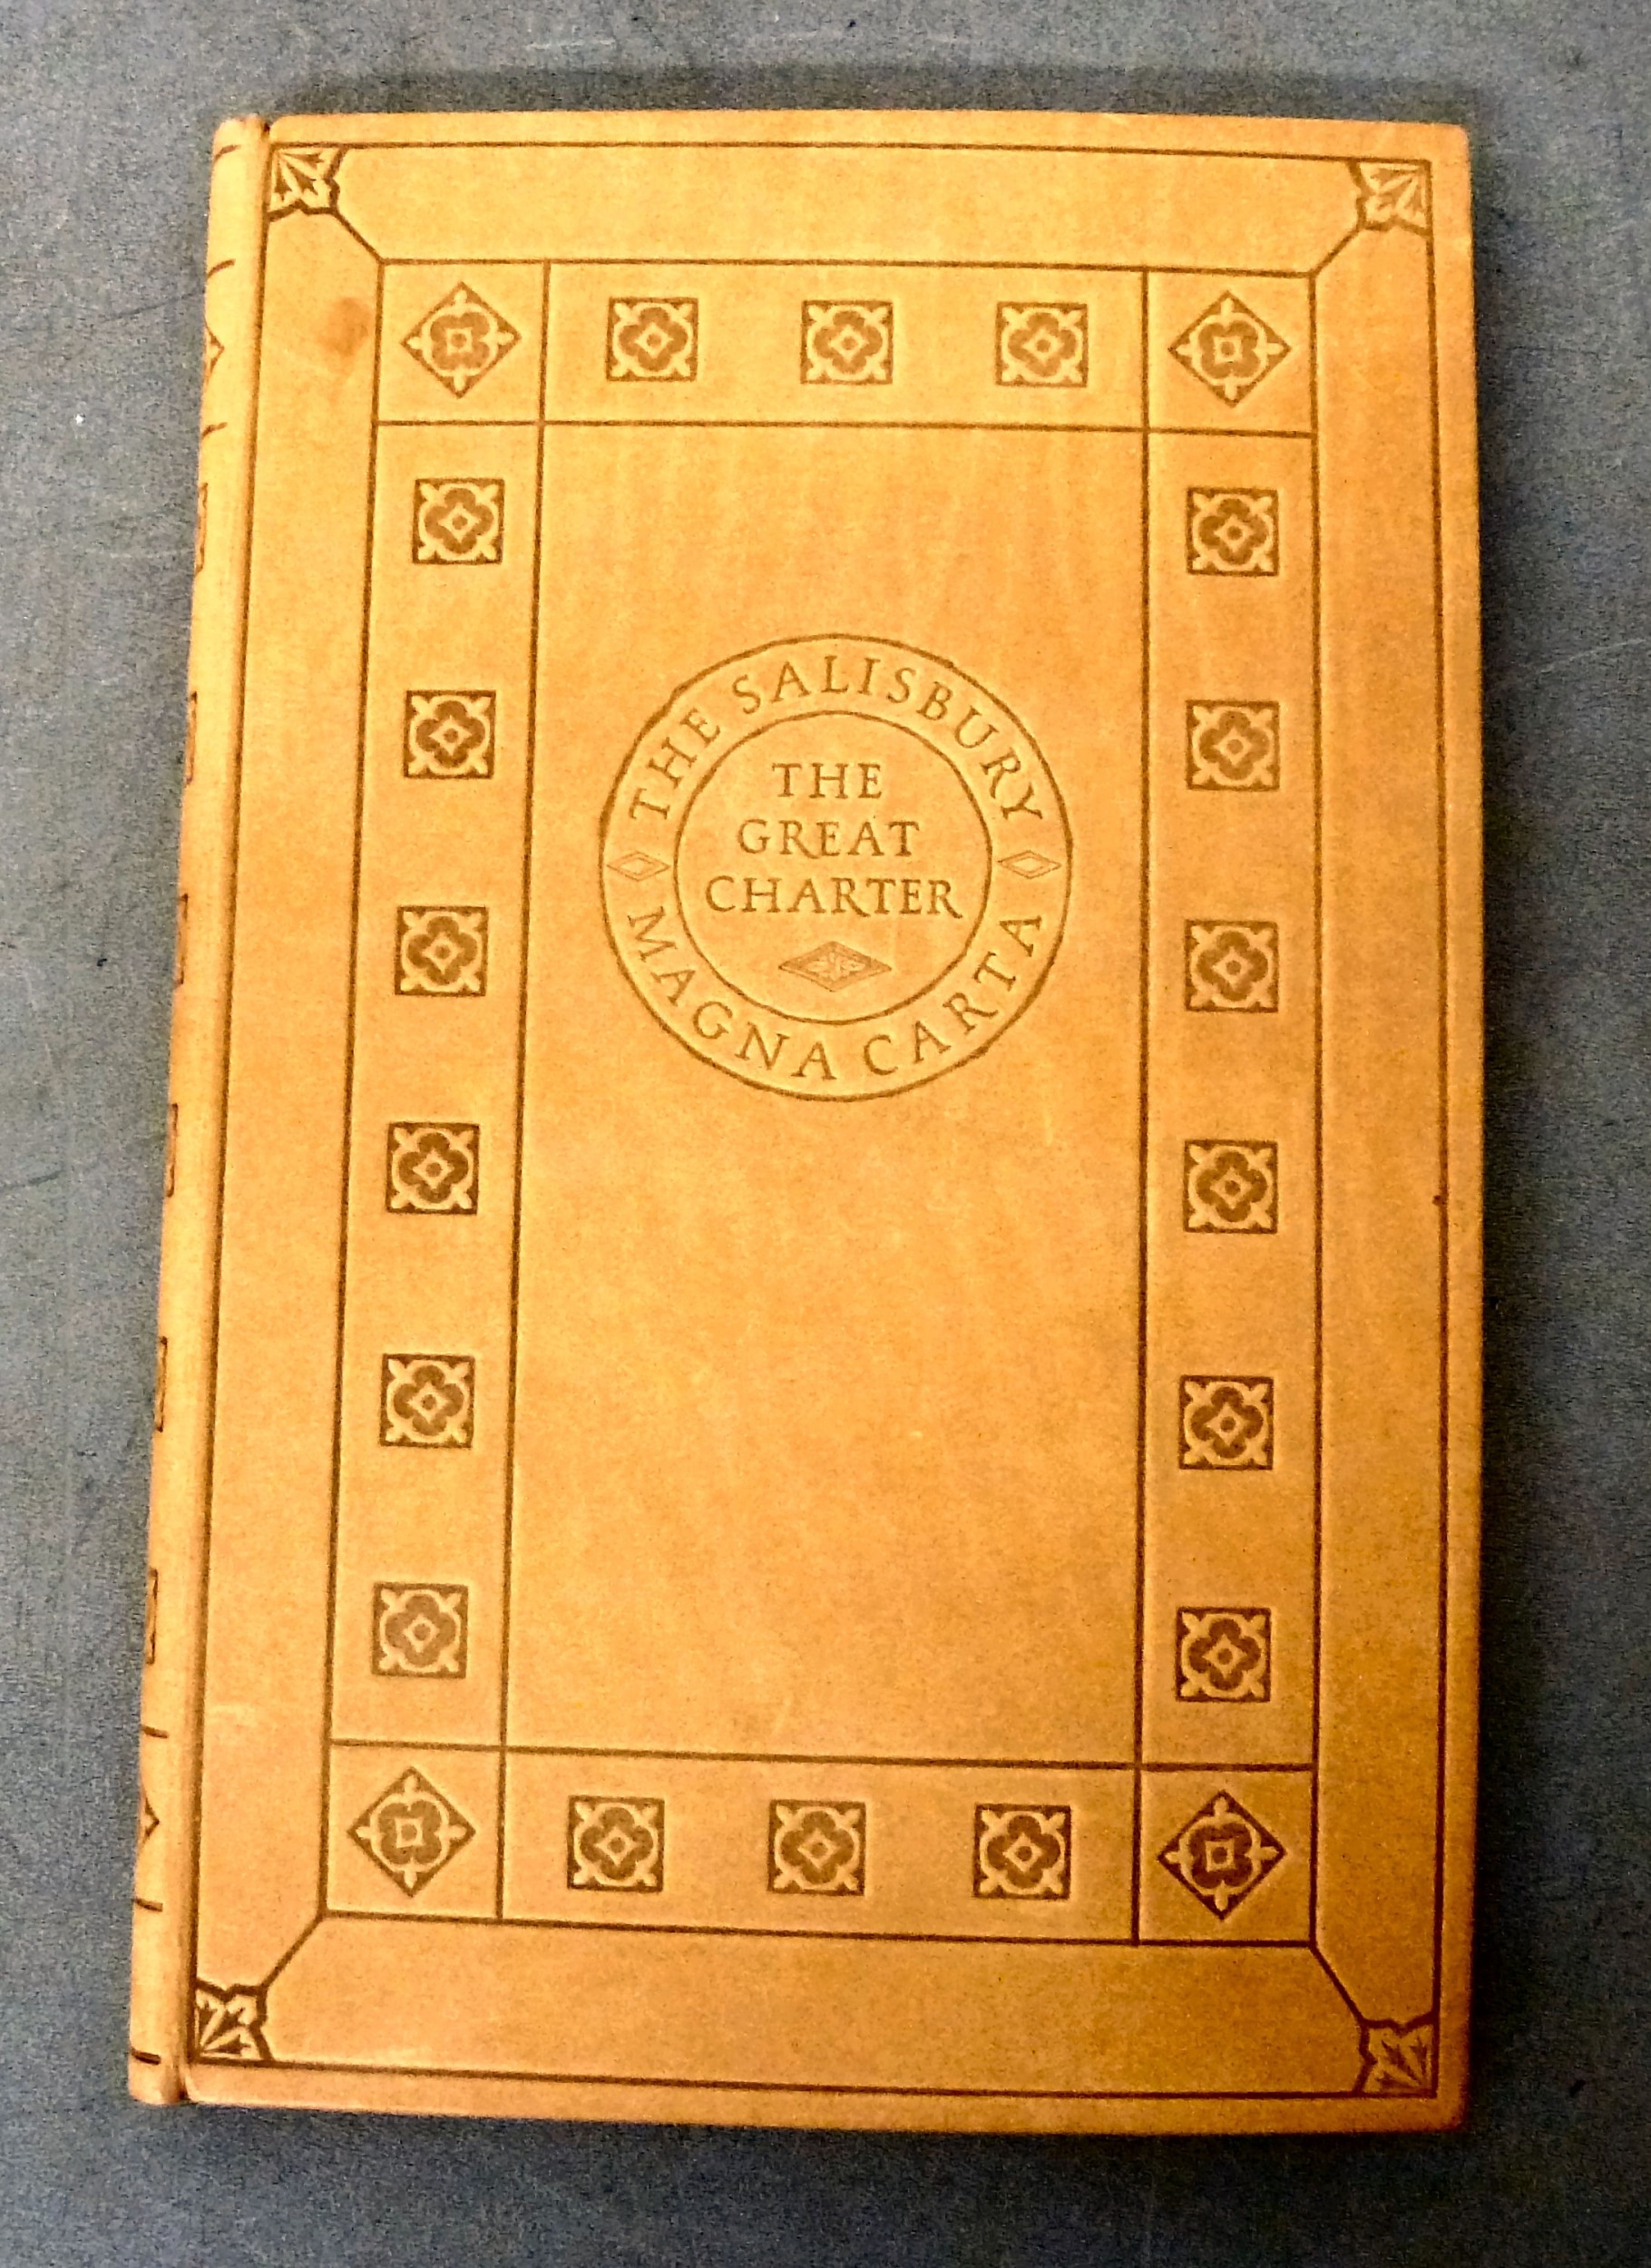 THE SALISBURY
THE
GREAT
CHARTER
MAGNA CARTA